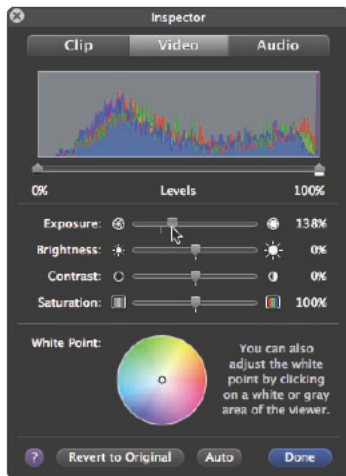 Inspector
Clip Video Audio
0% Levels 100%
Exposure: 138%
Brightness: 0%
Contrast: 0%
Saturation: 100%
White Point:
You can also
adjust the white
point by clicking
on a white or gray
area of the viewer.
? Revert to Original Auto Done